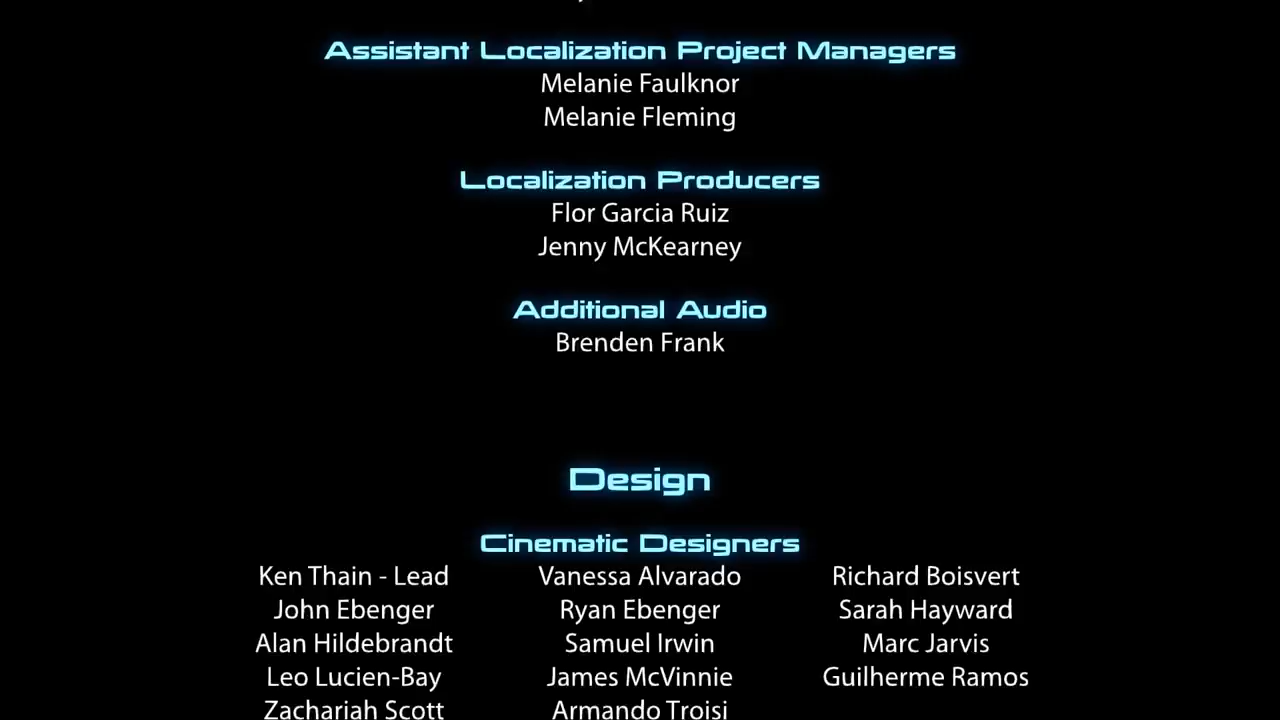 Assistant Localization Project Managers
Melanie Faulknor
Melanie Fleming
Localization Producers
Flor Garcia Ruiz
Jenny McKearney
Additional Audio
Brenden Frank
Design
Cinematic Designers
Ken Thain - Lead Vanessa Alvarado Richard Boisvert
John Ebenger Ryan Ebenger Sarah Hayward
Alan Hildebrandt Samuel Irwin Marc Jarvis
Leo Lucien-Bay James McVinnie Guilherme Ramos
Zachariah Scott Armando Troisi